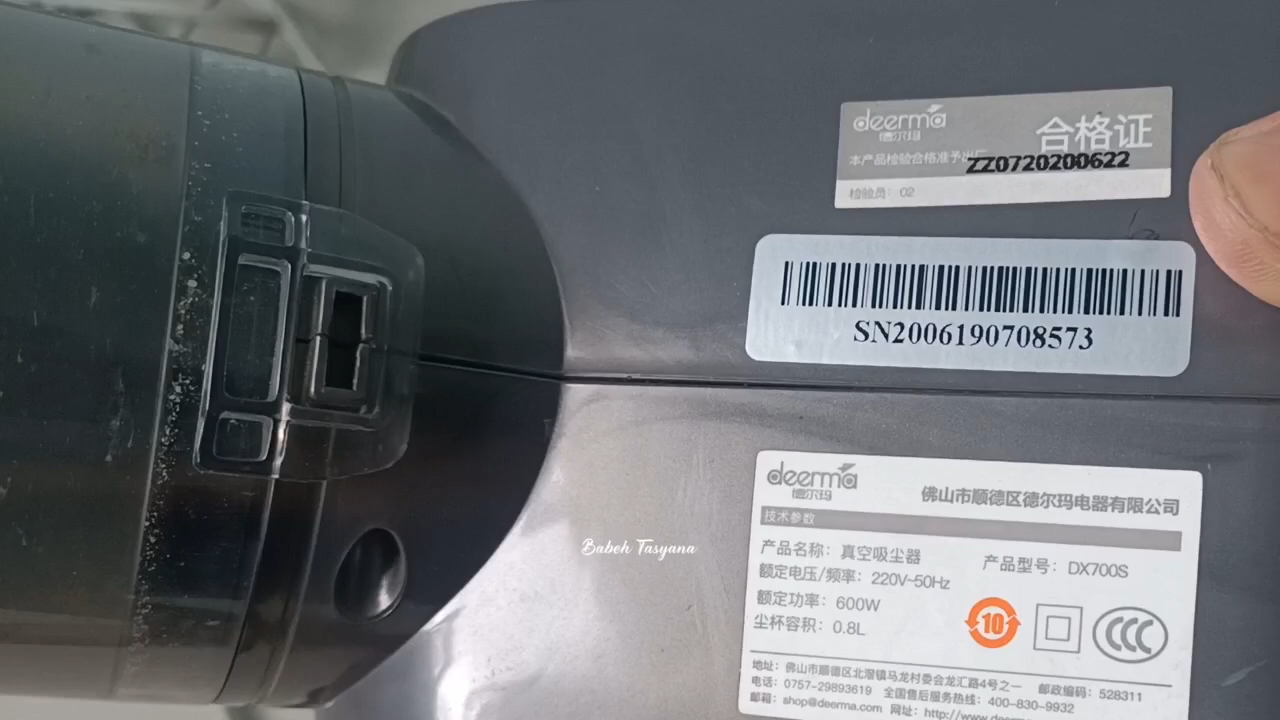 deerma
德尔玛
合格证
本产品检验合格准予出厂
ZZ0720200622
检验员：02
SN2006190708573
deerma
德尔玛
佛山市顺德区德尔玛电器有限公司
技术参数
产品名称：真空吸尘器 产品型号：DX700S
额定电压/频率：220V~50Hz
额定功率：600W
尘杯容积：0.8L
10
CCC
地址：佛山市顺德区北滘镇马龙村委会龙汇路4号之一 邮政编码：528311
电话：0757-29893619 全国售后服务热线：400-830-9932
邮箱：shop@deerma.com 网址：http://www.deerma
Babeh Tasyana